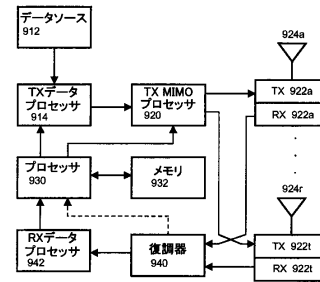 データソース
912
924a
TXデータ
プロセッサ
914
TX MIMO
プロセッサ
920
TX 922a
RX 922a
プロセッサ
930
メモリ
932
924r
RXデータ
プロセッサ
942
復調器
940
TX 922t
RX 922t